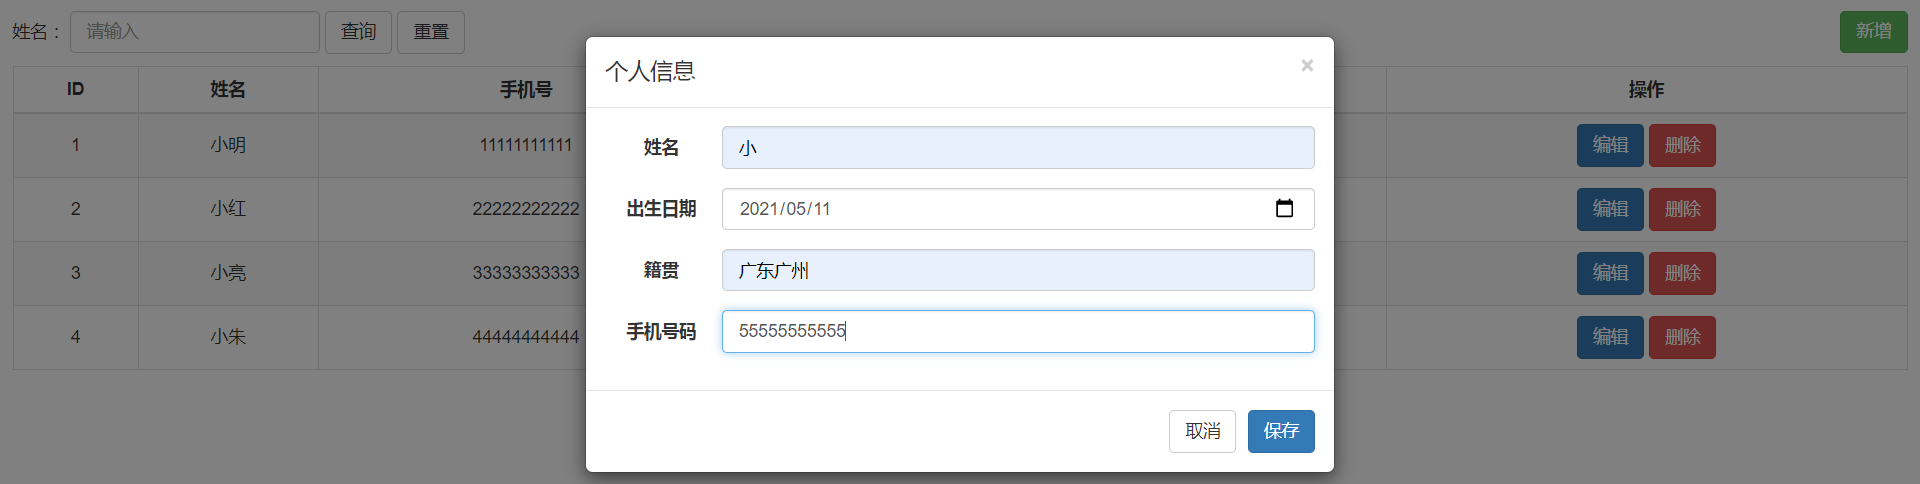 姓名： 请输入 查询 重置 新增
个人信息 ×
ID 姓名 手机号 操作
姓名 小
1 小明 11111111111 编辑 删除
出生日期 2021/05/11
2 小红 22222222222 编辑 删除
籍贯 广东广州
3 小亮 33333333333 编辑 删除
手机号码 55555555555
4 小朱 44444444444 编辑 删除
取消 保存